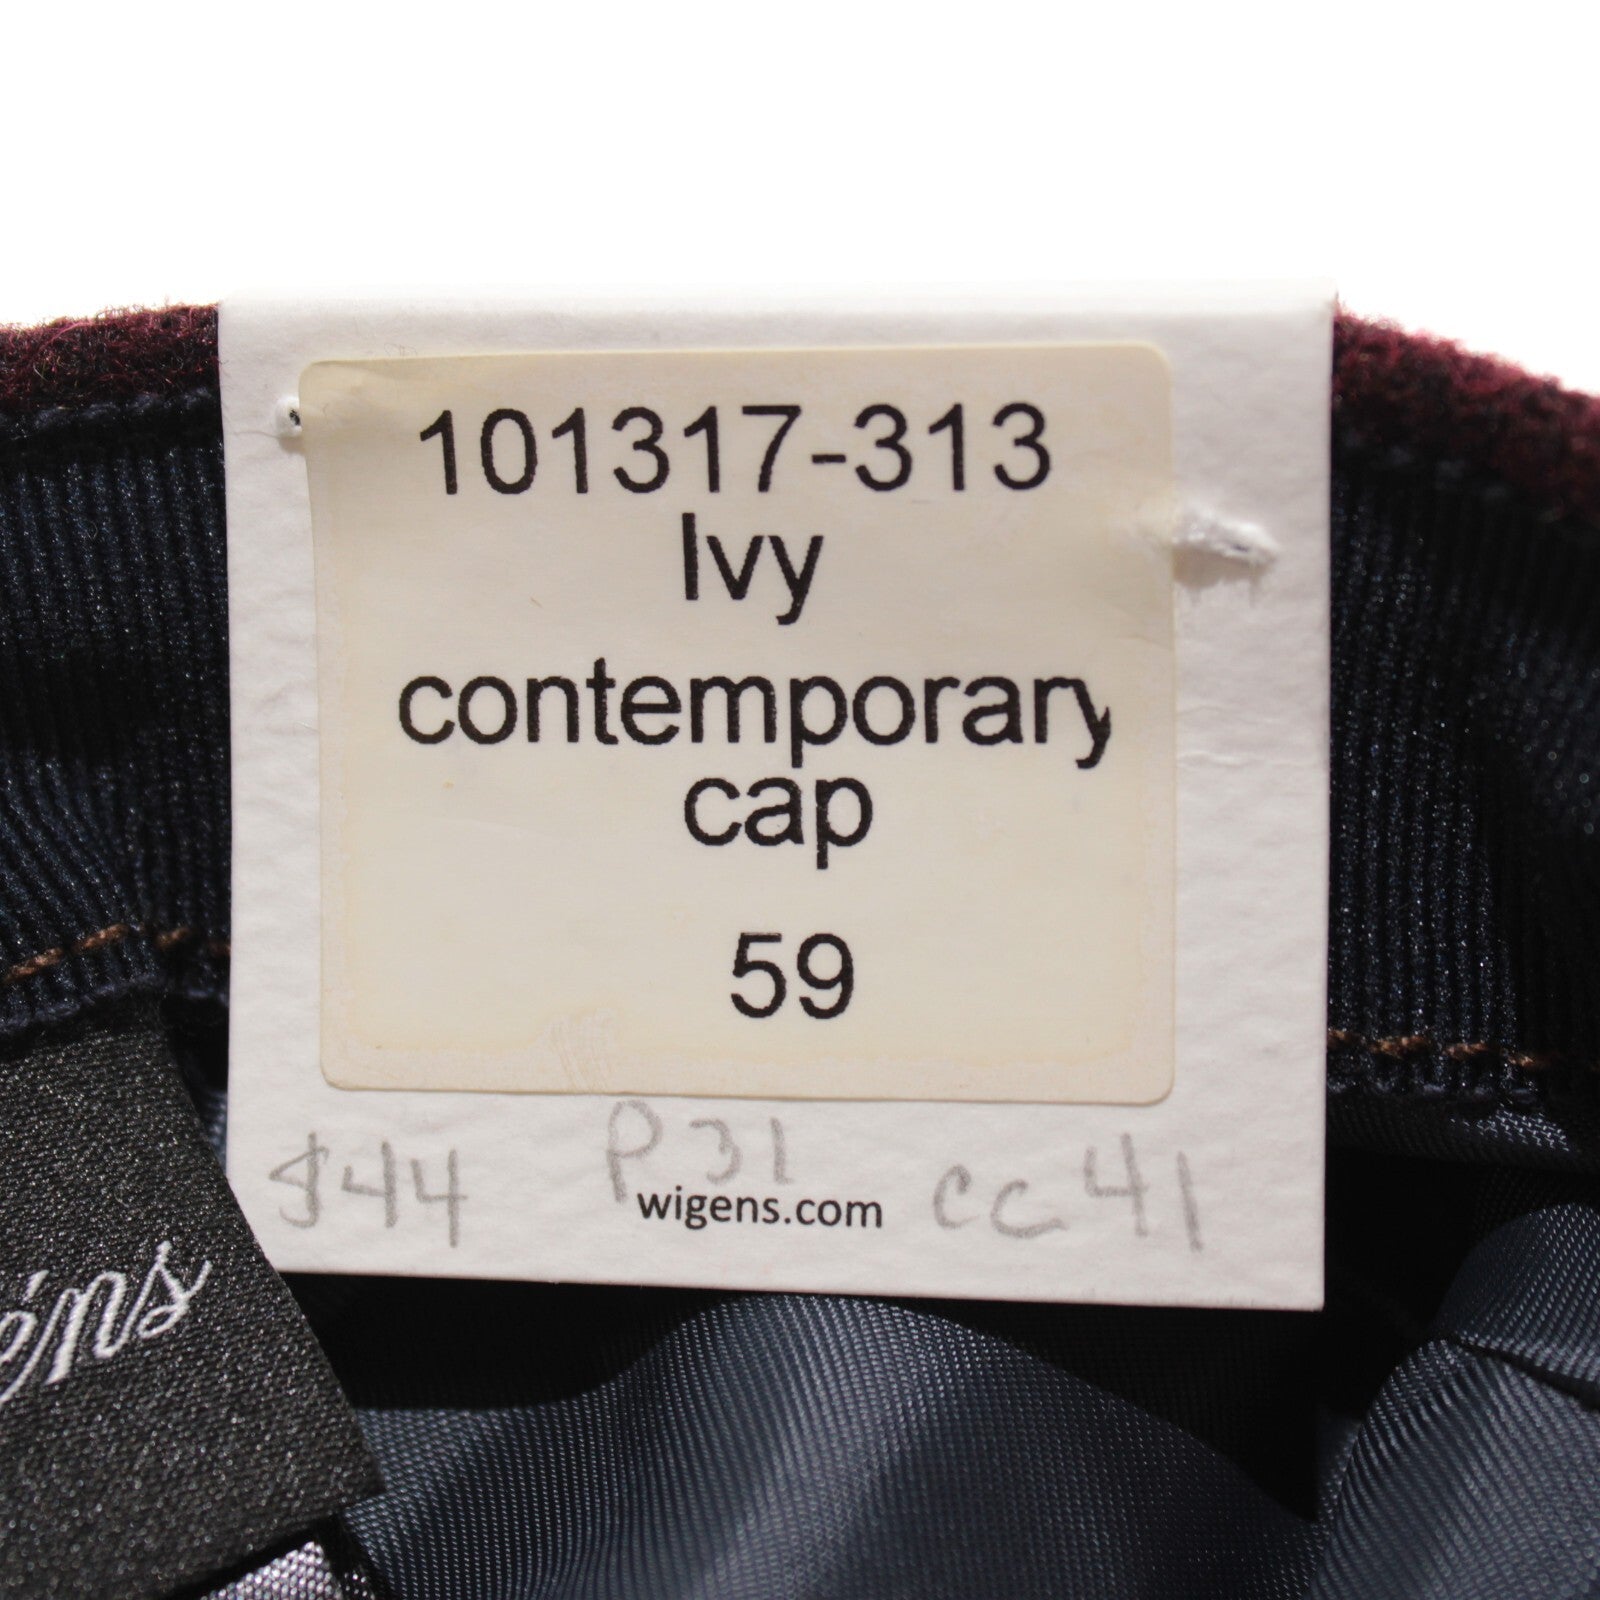 101317-313
Ivy
contemporary
cap
59
$44 P31 cc41
wigens.com